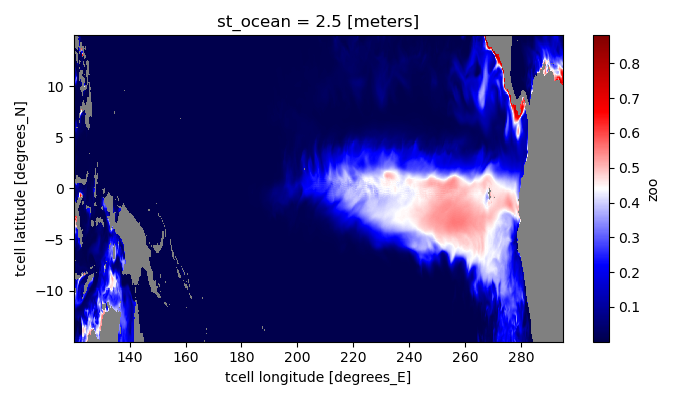 st_ocean = 2.5 [meters]
10
5
0
−5
−10
tcell latitude [degrees_N]
140 160 180 200 220 240 260 280
tcell longitude [degrees_E]
0.8
0.7
0.6
0.5
0.4
0.3
0.2
0.1
zoo